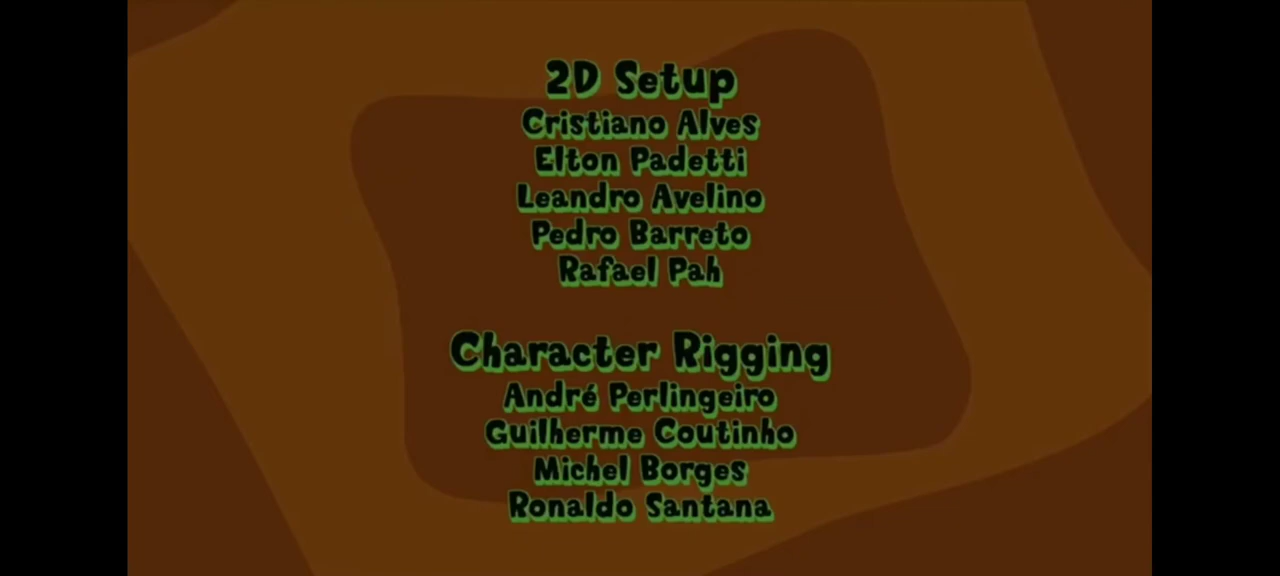 2D Setup
Cristiano Alves
Elton Padetti
Leandro Avelino
Pedro Barreto
Rafael Pah
Character Rigging
André Perlingeiro
Guilherme Coutinho
Michel Borges
Ronaldo Santana